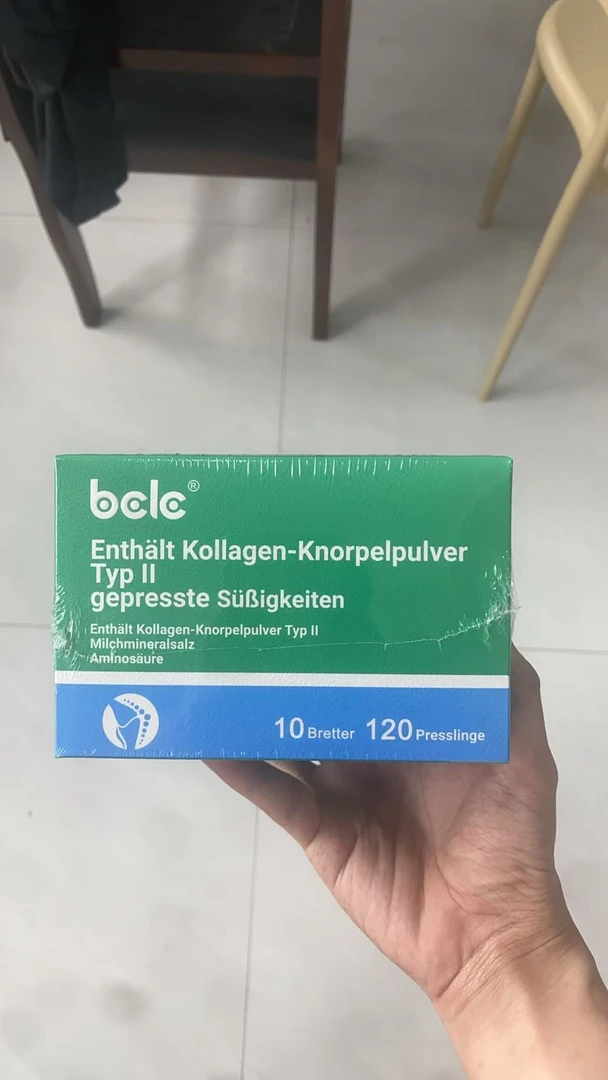 bclc®
Enthält Kollagen-Knorpelpulver
Typ II
gepresste Süßigkeiten
Enthält Kollagen-Knorpelpulver Typ II
Milchmineralsalz
Aminosäure
10 Bretter 120 Presslinge